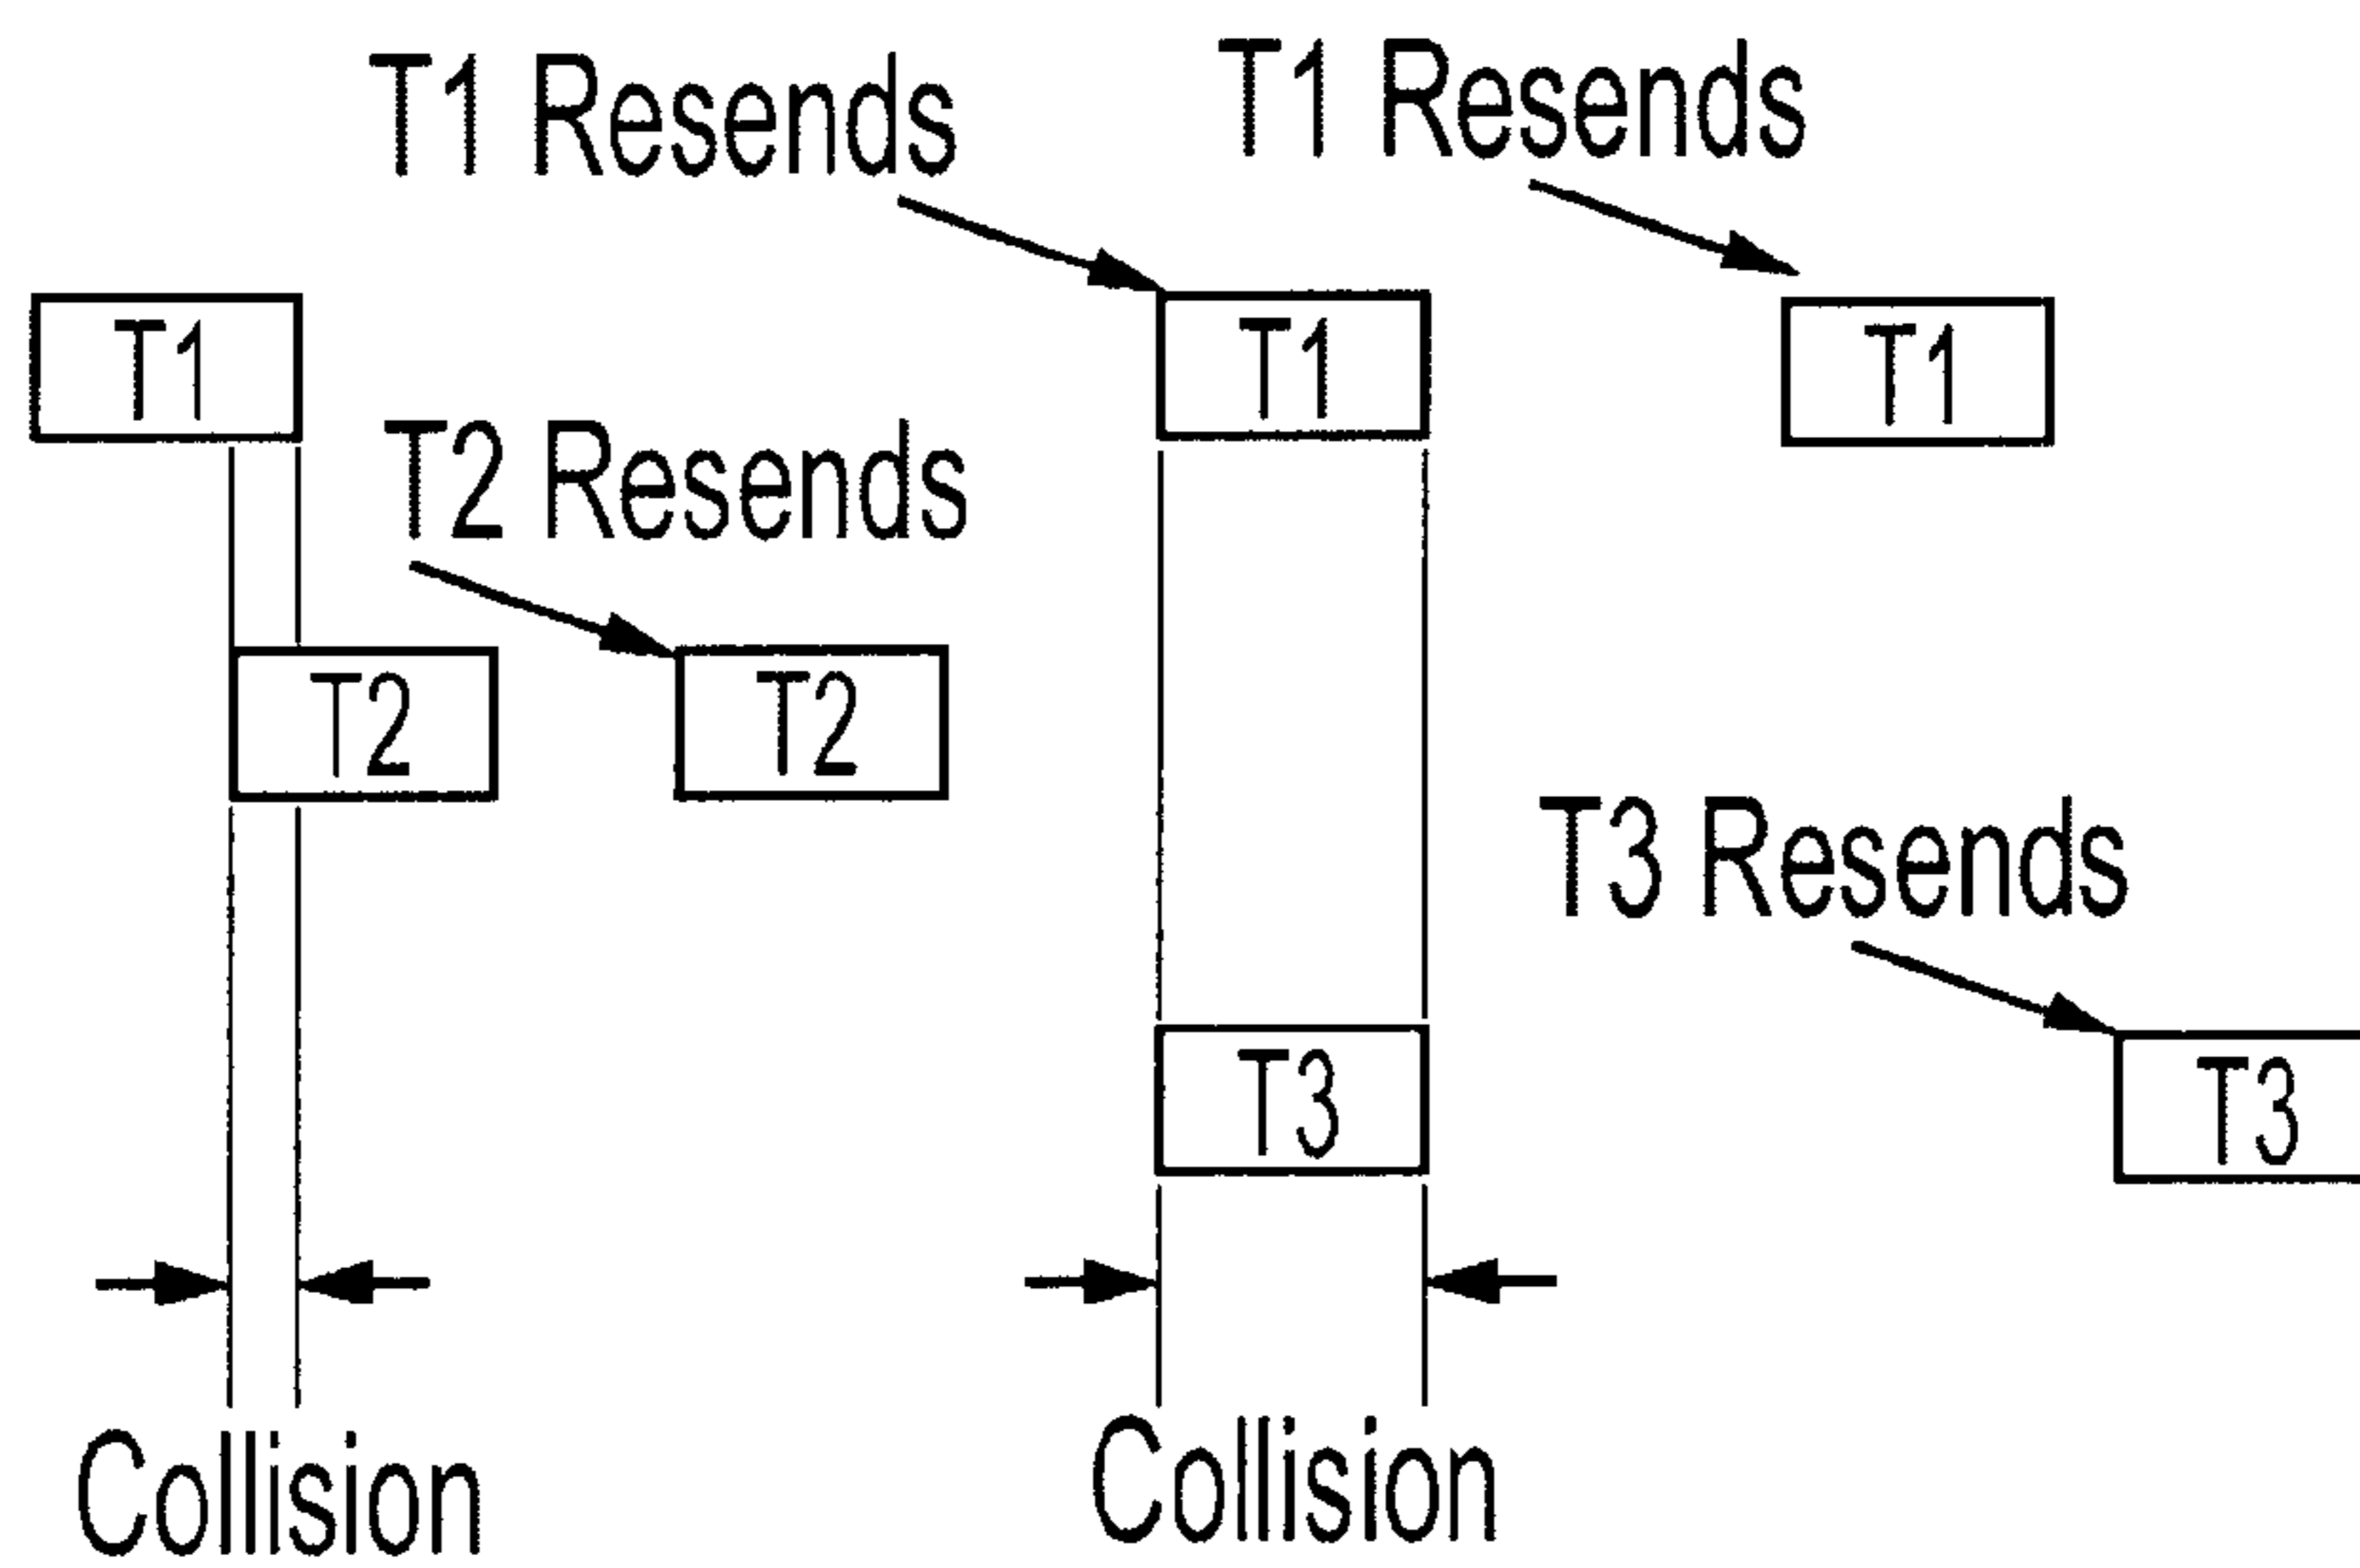 T1 Resends
T1 Resends
T1
T1
T1
T2 Resends
T2
T2
T3 Resends
T3
T3
Collision
Collision